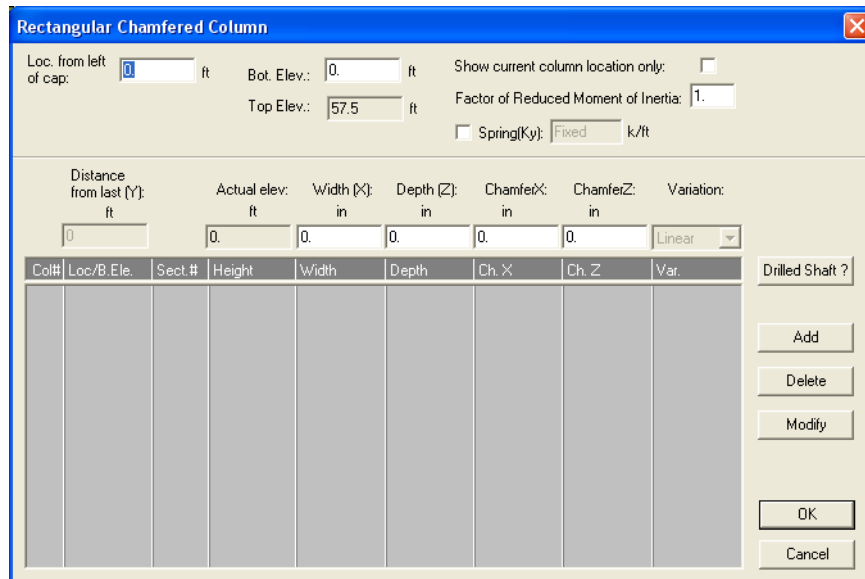 Rectangular Chamfered Column
Loc. from left
of cap:
0.
ft
Bot. Elev.:
0.
ft
Show current column location only:
Top Elev.:
57.5
ft
Factor of Reduced Moment of Inertia:
1.
Spring(Ky):
Fixed
k/ft
Distance
from last (Y):
ft
Actual elev:
ft
Width (X):
in
Depth (Z):
in
ChamferX:
in
ChamferZ:
in
Variation:
0
0.
0.
0.
0.
0.
Linear
Col# Loc/B.Ele. Sect.# Height Width Depth Ch. X Ch. Z Var.
Drilled Shaft ?
Add
Delete
Modify
OK
Cancel